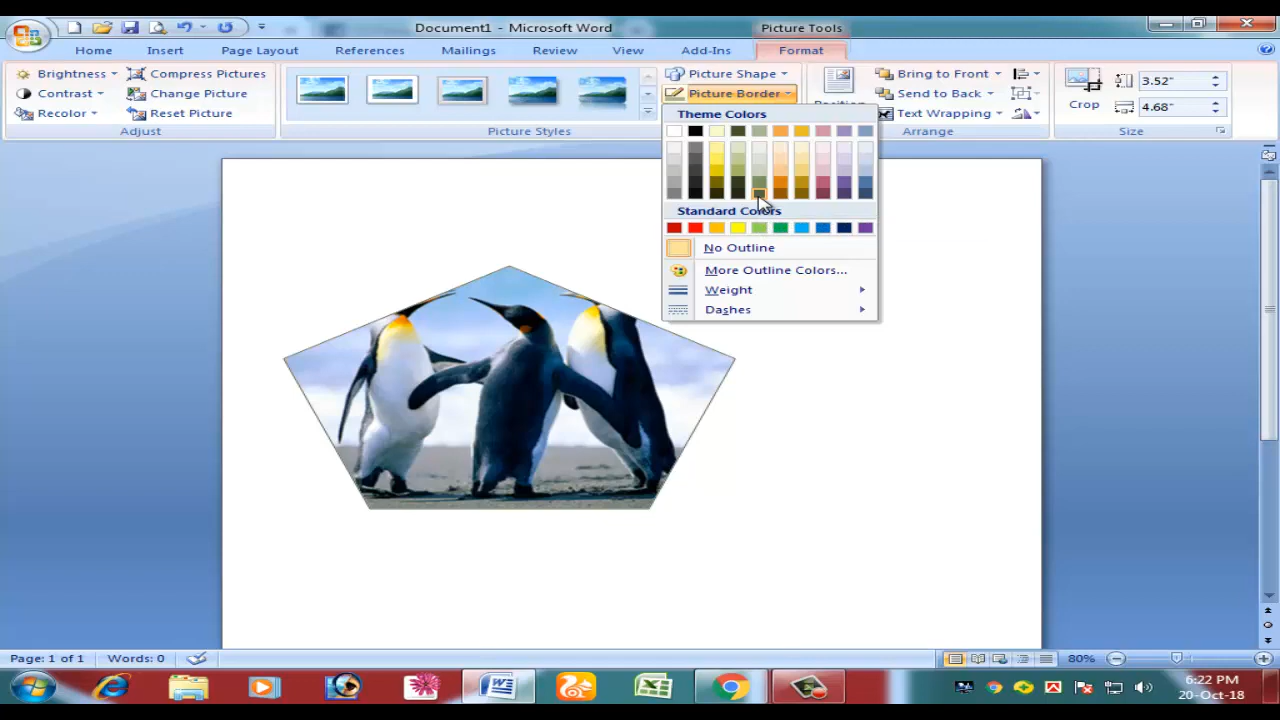 Document1 - Microsoft Word
Picture Tools
Home Insert Page Layout References Mailings Review View Add-Ins Format
Brightness Compress Pictures Picture Shape Bring to Front 3.52"
Contrast Change Picture Picture Border Send to Back 4.68"
Recolor Reset Picture Position Text Wrapping Crop
Adjust Picture Styles Arrange Size
Theme Colors
Standard Colors
No Outline
More Outline Colors...
Weight
Dashes
Page: 1 of 1 Words: 0 80%
6:22 PM
20-Oct-18